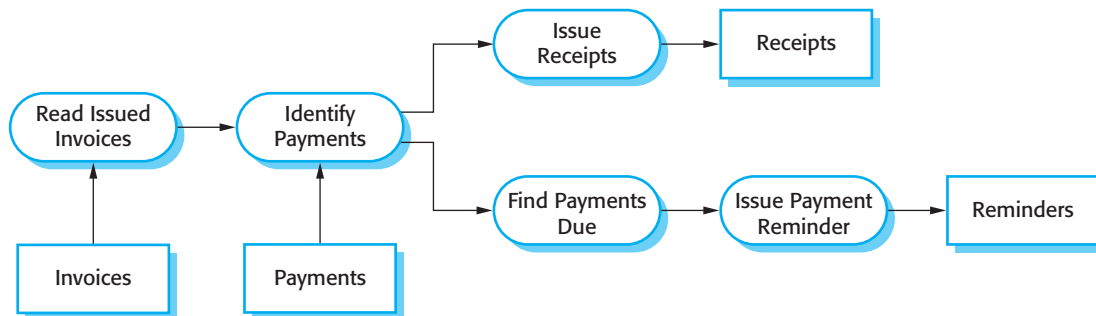 Issue
Receipts
Receipts
Read Issued
Invoices
Identify
Payments
Find Payments
Due
Issue Payment
Reminder
Reminders
Invoices
Payments